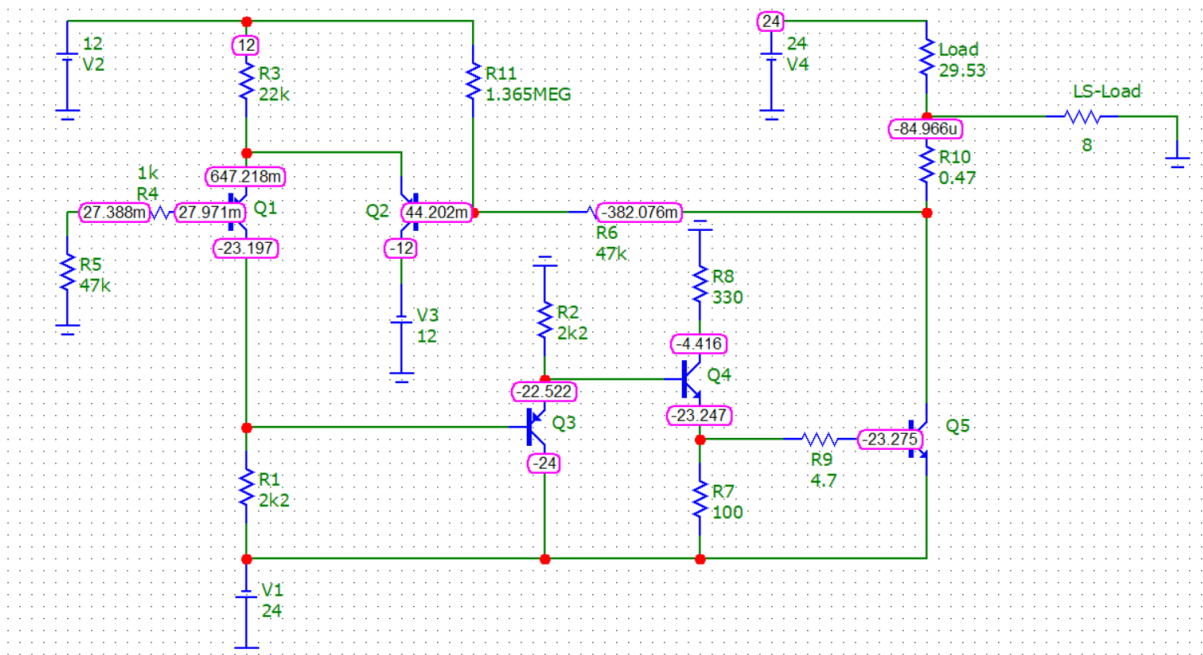 12
V2
12
R3
22k
R11
1.365MEG
24
24
V4
Load
29.53
LS-Load
8
-84.966u
R10
0.47
647.218m
1k
R4
27.388m
27.971m
Q1
Q2
44.202m
-382.076m
R6
47k
-23.197
-12
R5
47k
V3
12
R2
2k2
R8
330
-4.416
Q4
-22.522
-23.247
Q3
-24
-23.275
Q5
R9
4.7
R1
2k2
R7
100
V1
24